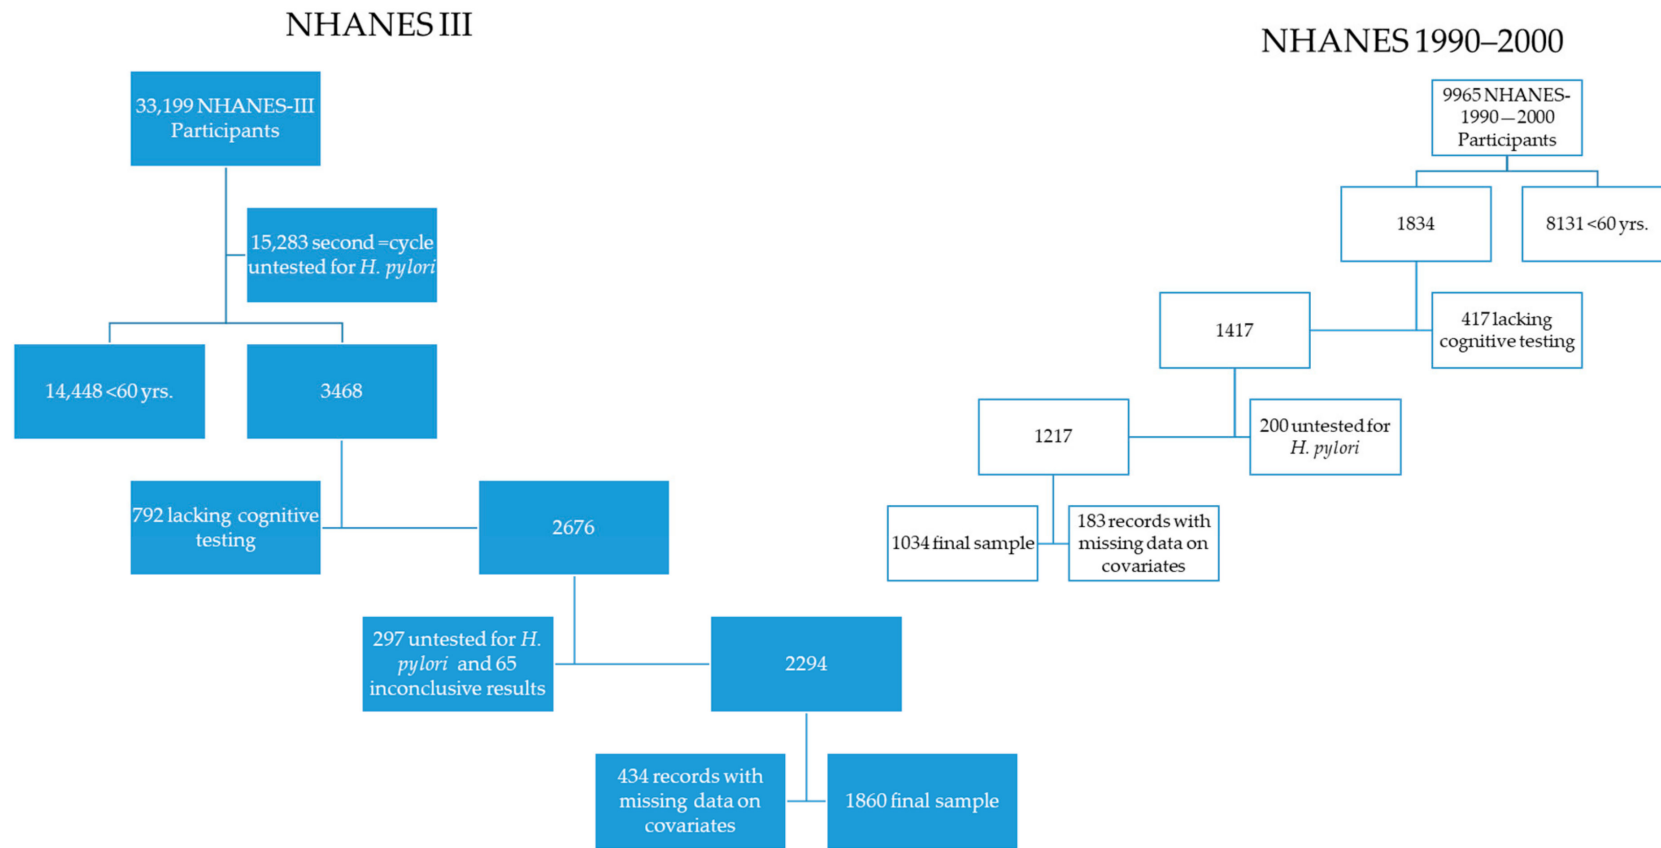 NHANES III
33,199 NHANES-III
Participants
15,283 second =cycle
untested for H. pylori
14,448 <60 yrs.
3468
792 lacking cognitive
testing
2676
297 untested for H.
pylori and 65
inconclusive results
2294
434 records with
missing data on
covariates
1860 final sample
NHANES 1990–2000
9965 NHANES-
1990—2000
Participants
1834
8131 <60 yrs.
1417
417 lacking
cognitive testing
1217
200 untested for
H. pylori
1034 final sample
183 records with
missing data on
covariates